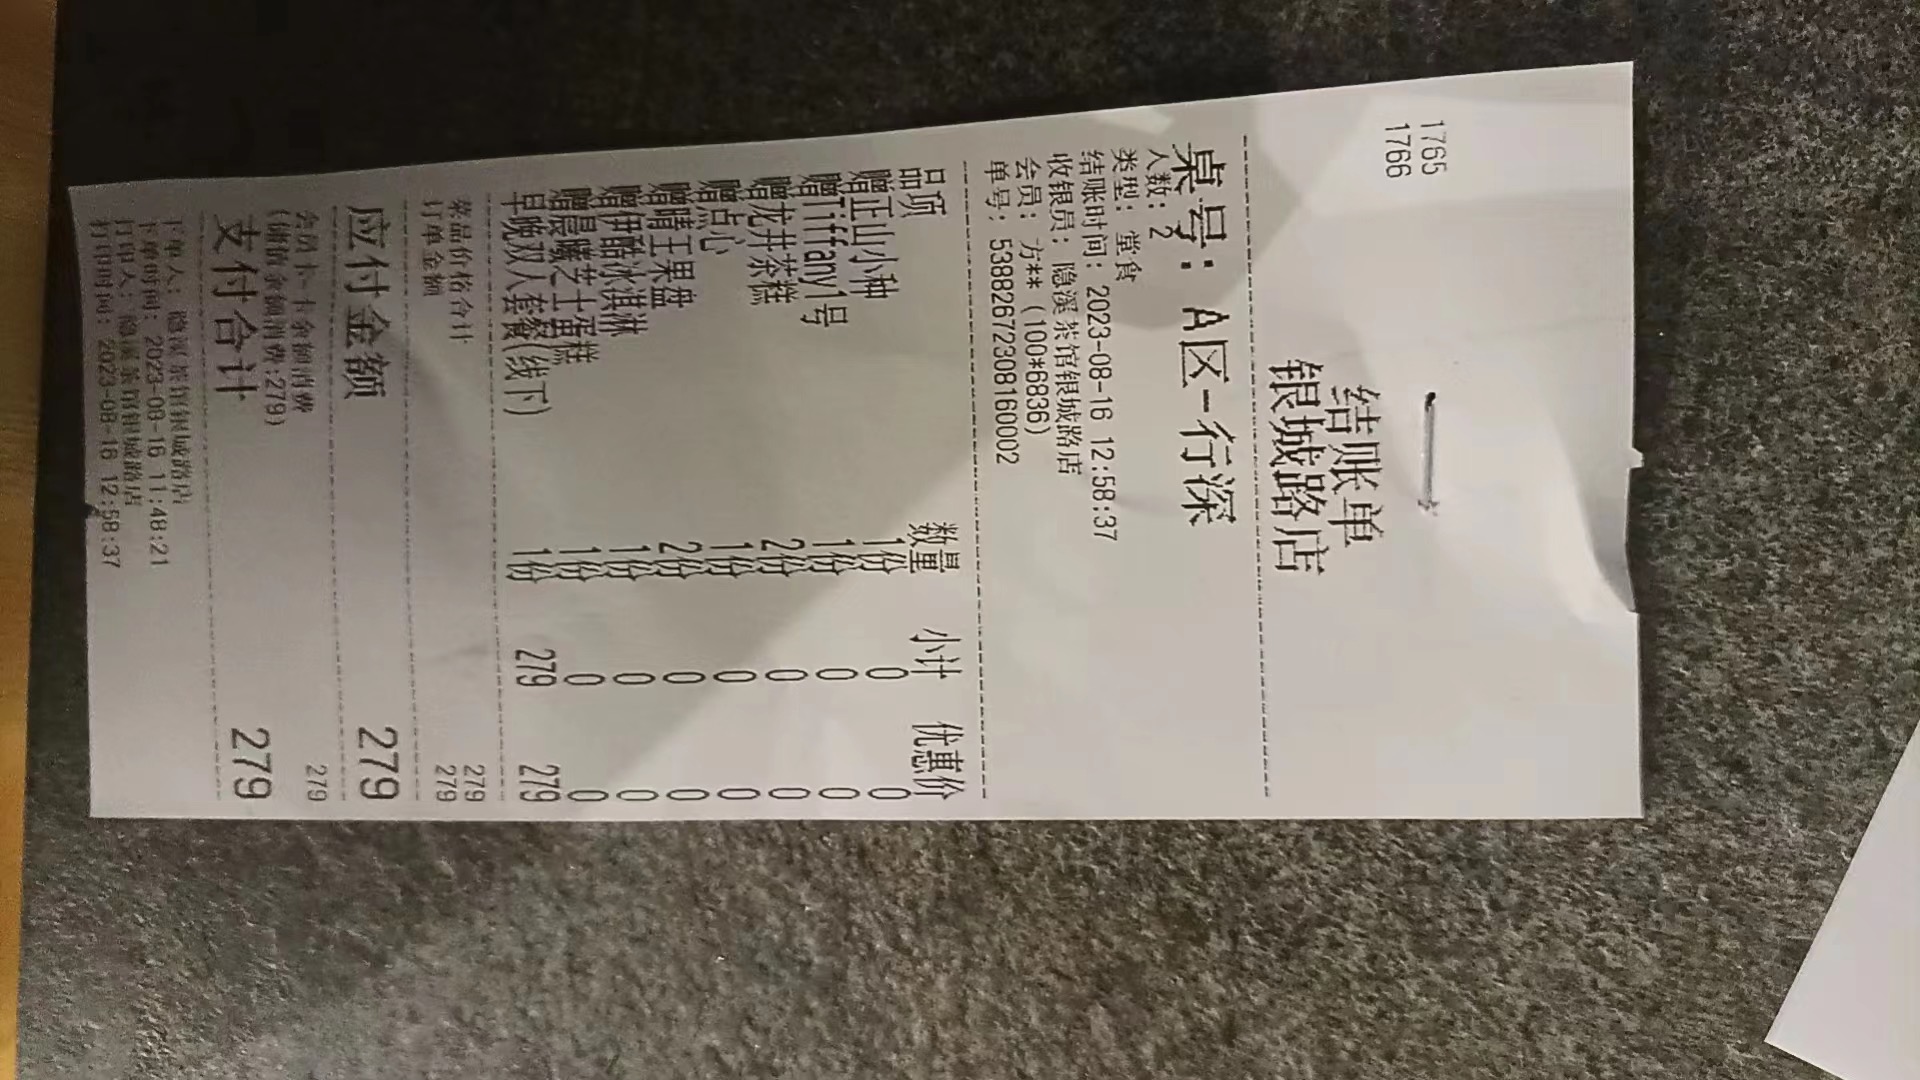 1765
1766
结账单
银城路店
桌号: A区-行深
人数: 2
类型: 堂食
结账时间: 2023-08-16 12:58:37
收银员: 隐溪茶馆银城路店
会员: 方** (100*6836)
单号: 53882672308160002
品项 数量 小计 优惠价
赠正山小种 1份 0 0
赠Tiffany1号 1份 0 0
赠龙井茶糕 2份 0 0
赠点心 1份 0 0
赠晴王果盘 2份 0 0
赠伊酷冰淇淋 1份 0 0
赠晨曦芝士蛋糕 1份 0 0
早晚双人套餐(线下) 1份 279 279
菜品价格合计 279
订单金额 279
应付金额 279
会员卡-卡余额消费 279
(储值余额消费:279)
支付合计 279
下单人: 隐溪茶馆银城路店
下单时间: 2023-08-16 11:48:21
打印人: 隐溪茶馆银城路店
打印时间: 2023-08-16 12:58:37